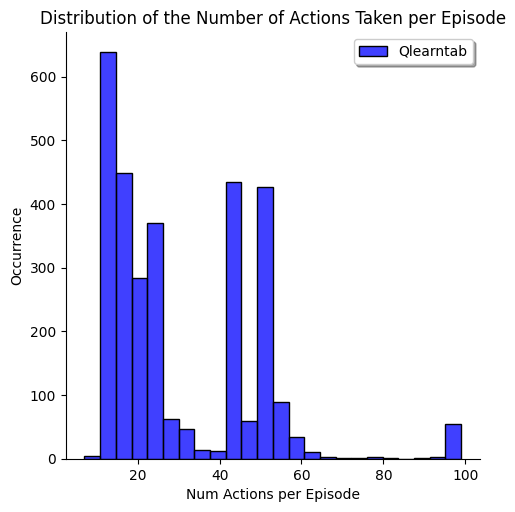 Distribution of the Number of Actions Taken per Episode
Qlearntab
600
500
400
300
200
100
0
Occurrence
20 40 60 80 100
Num Actions per Episode